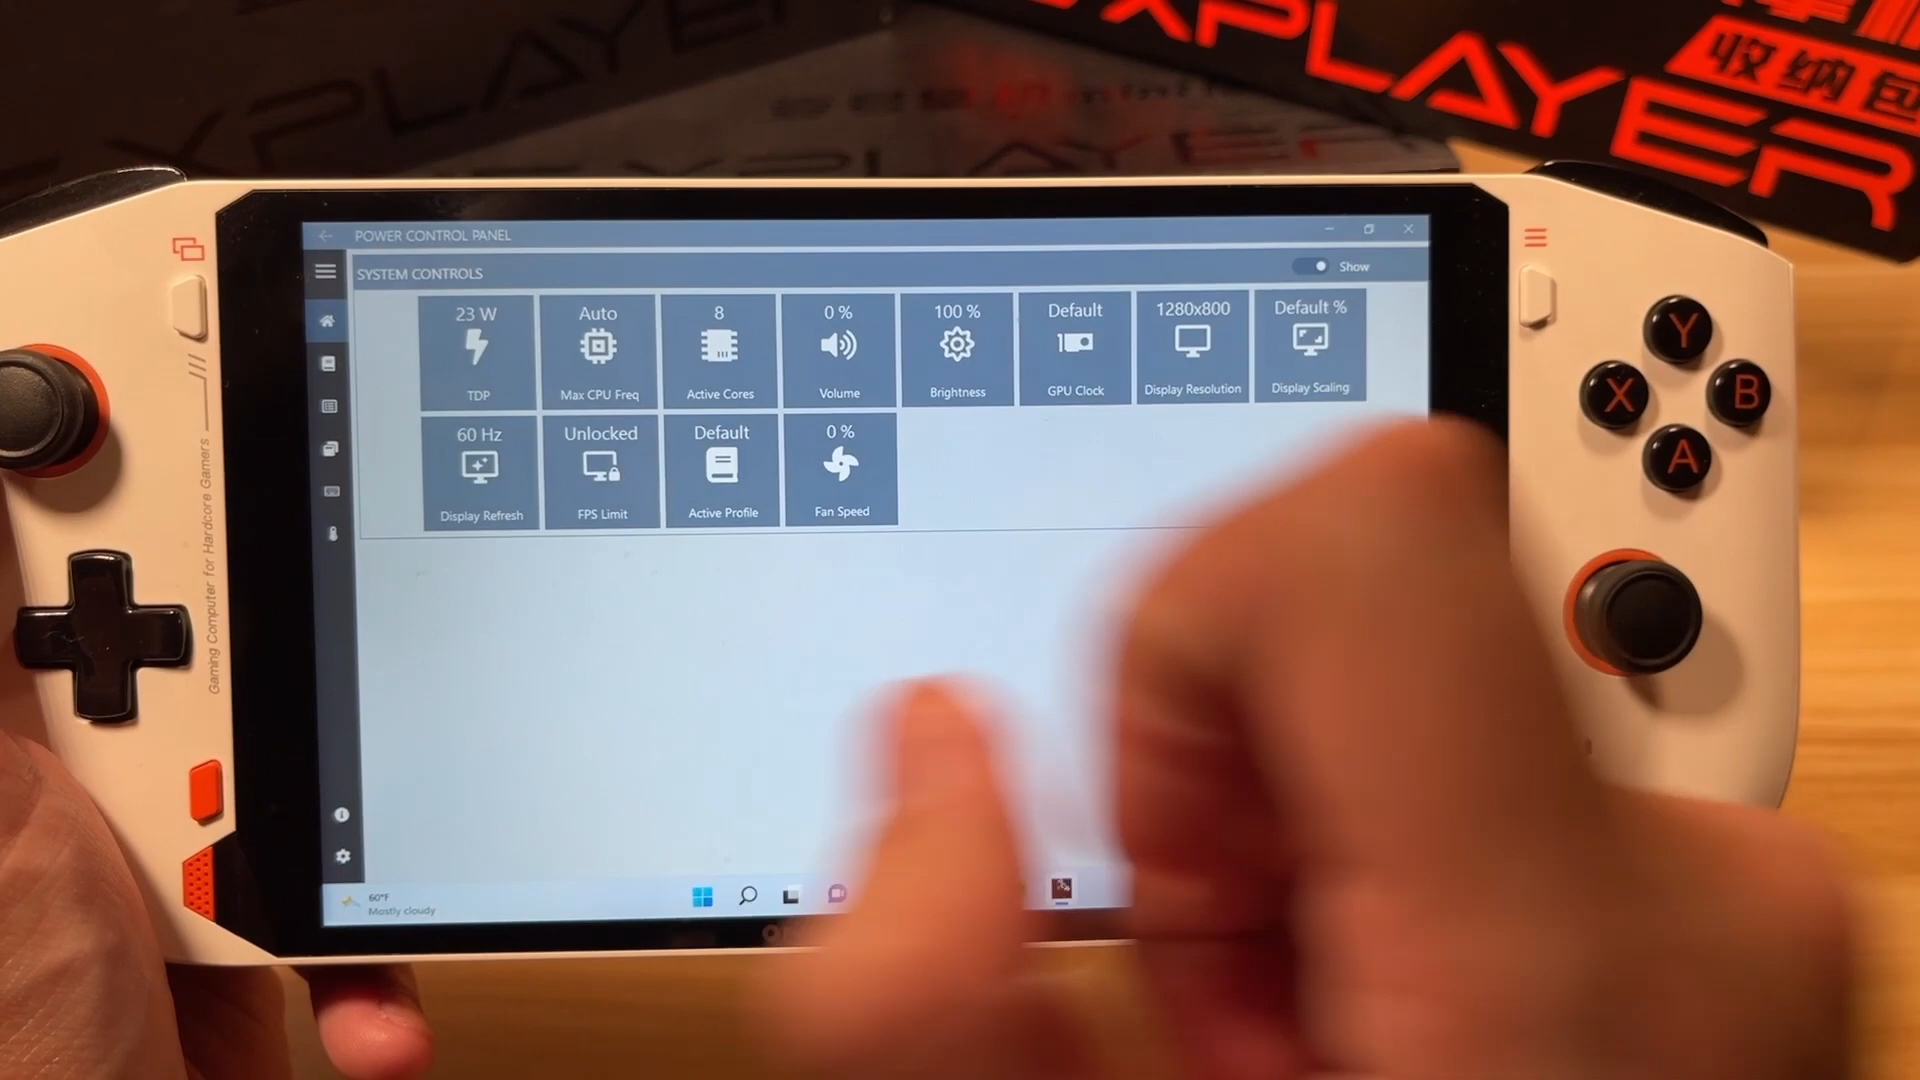 XPLAYER
XPLAYER
收纳包
XPLAYER
POWER CONTROL PANEL
SYSTEM CONTROLS
Show
23 W
Auto
8
0 %
100 %
Default
1280x800
Default %
TDP
Max CPU Freq
Active Cores
Volume
Brightness
GPU Clock
Display Resolution
Display Scaling
60 Hz
Unlocked
Default
0 %
Display Refresh
FPS Limit
Active Profile
Fan Speed
Gaming Computer for Hardcore Gamers
Y
X
B
A
60°F
Mostly cloudy